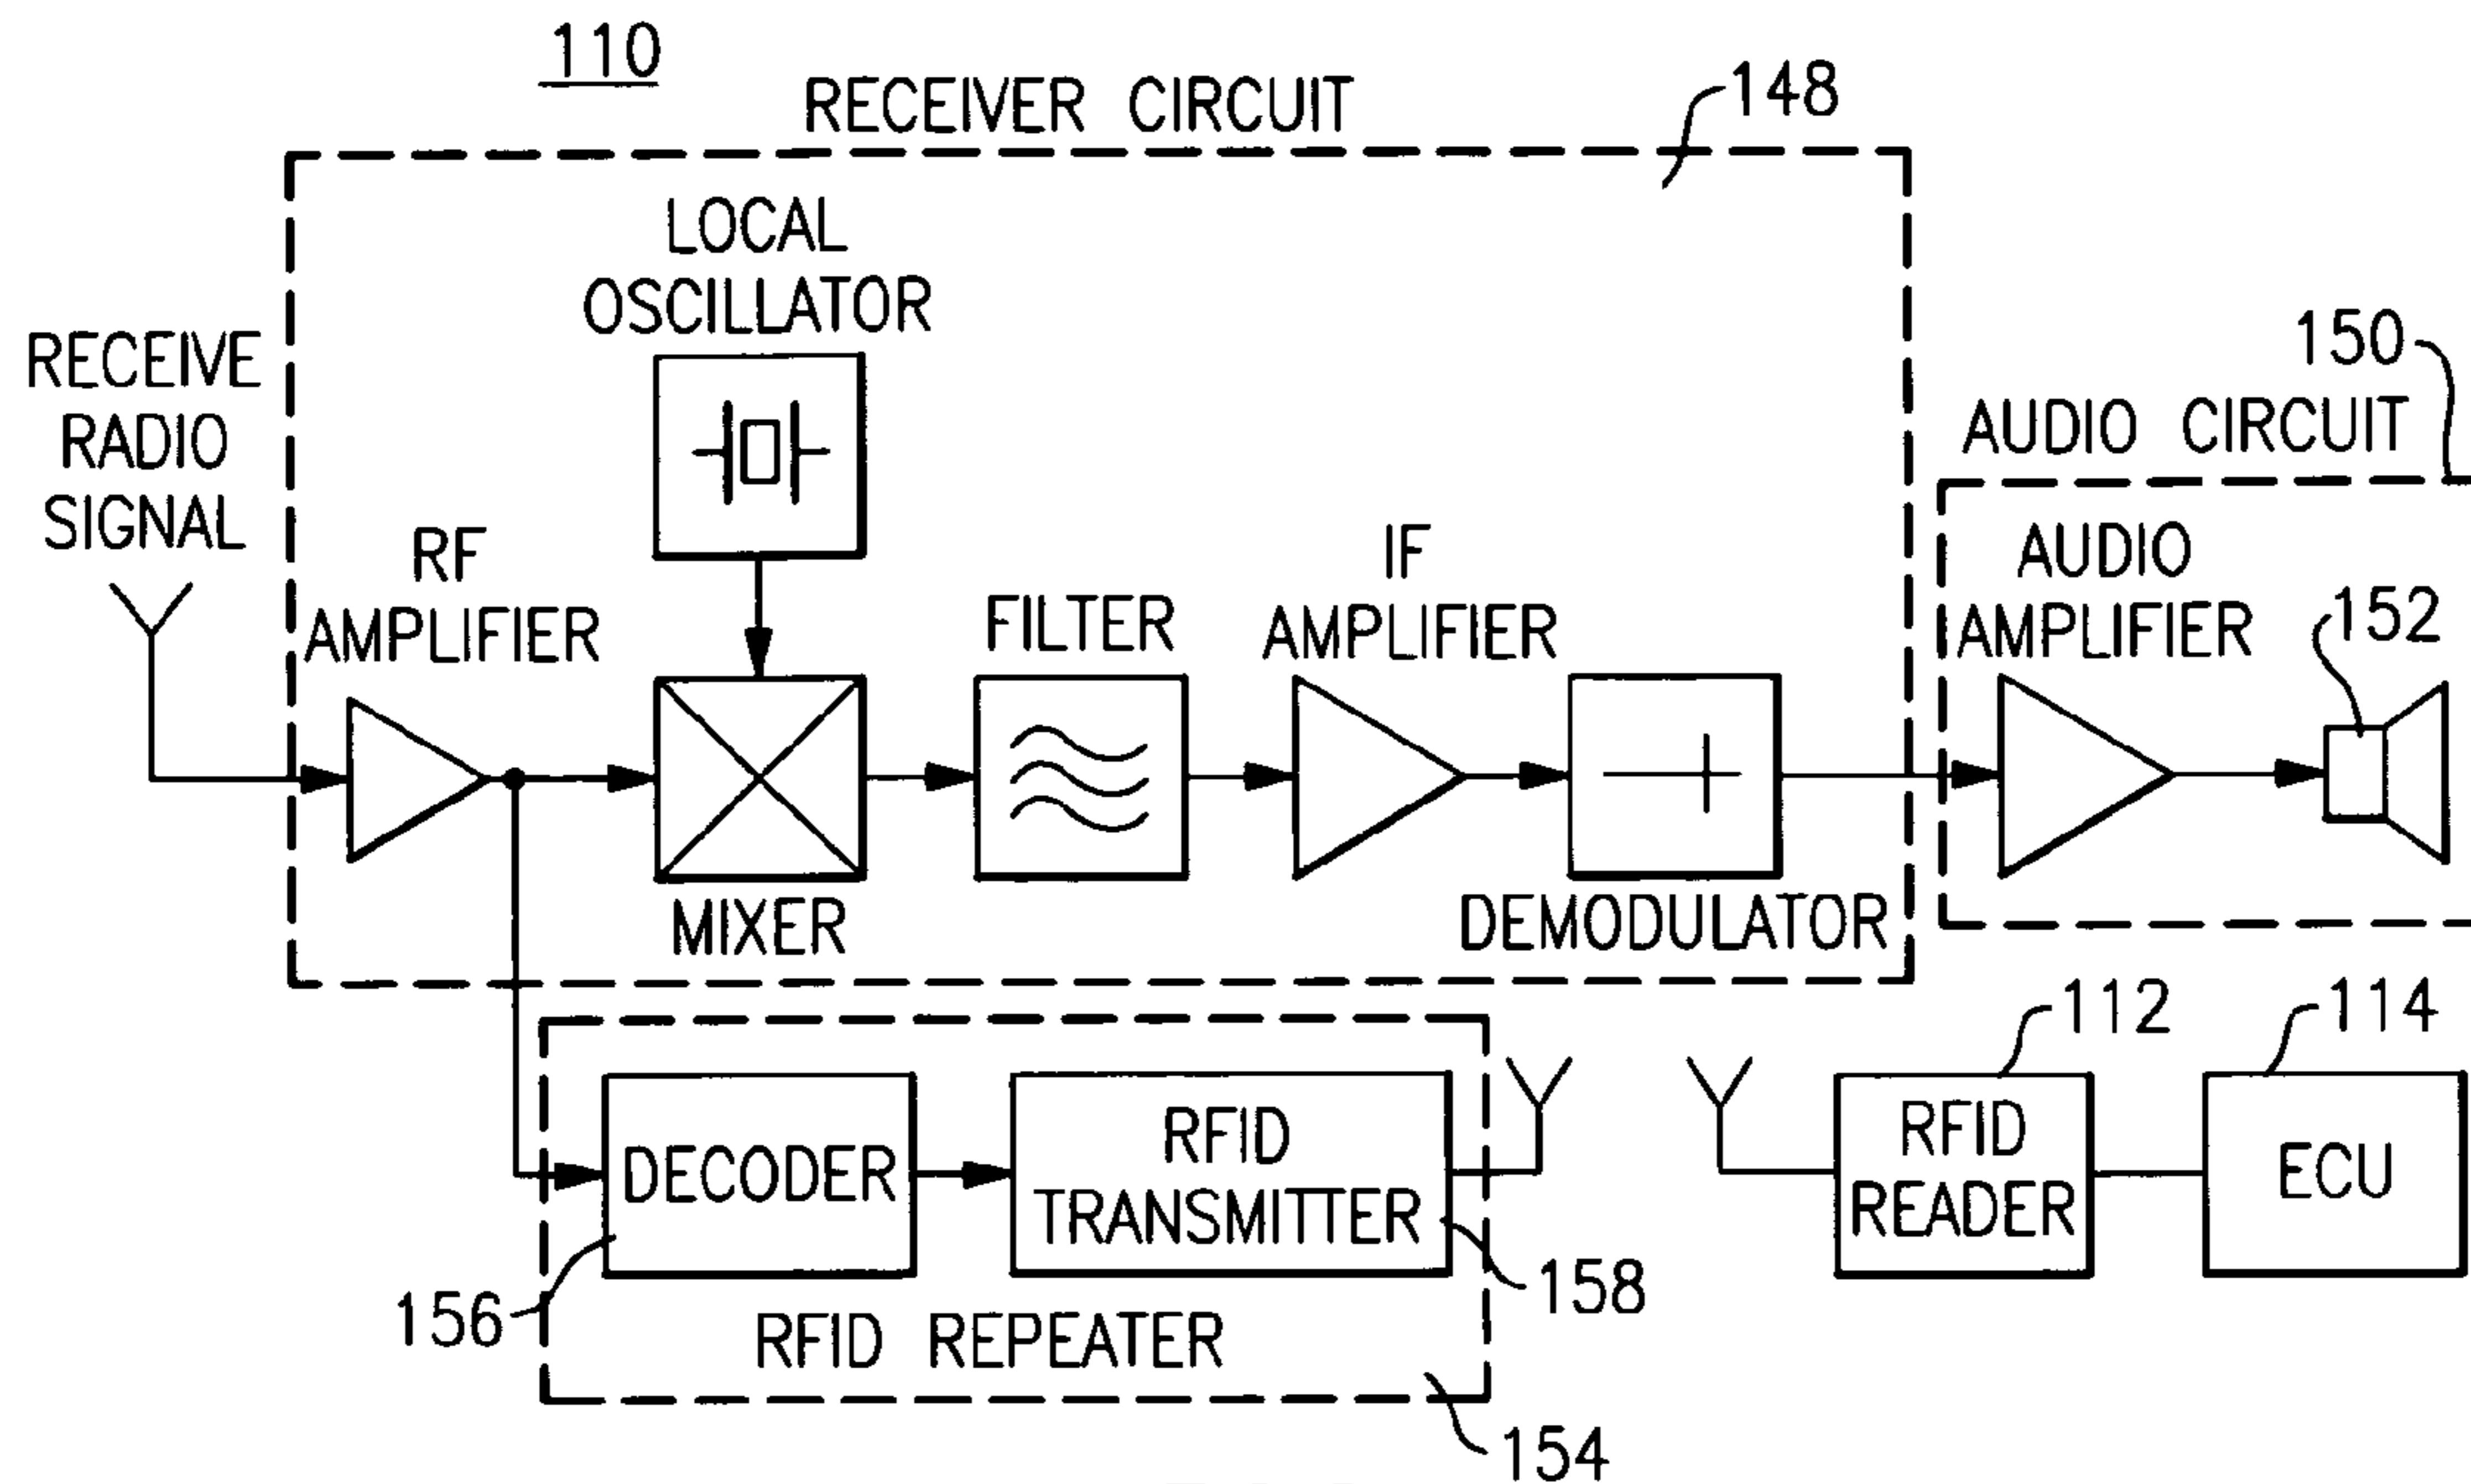 110
RECEIVER CIRCUIT
148
LOCAL
OSCILLATOR
RECEIVE
RADIO
SIGNAL
RF
AMPLIFIER
MIXER
FILTER
IF
AMPLIFIER
DEMODULATOR
150
AUDIO CIRCUIT
AUDIO
AMPLIFIER
152
DECODER
156
RFID
TRANSMITTER
158
RFID REPEATER
154
112
RFID
READER
114
ECU